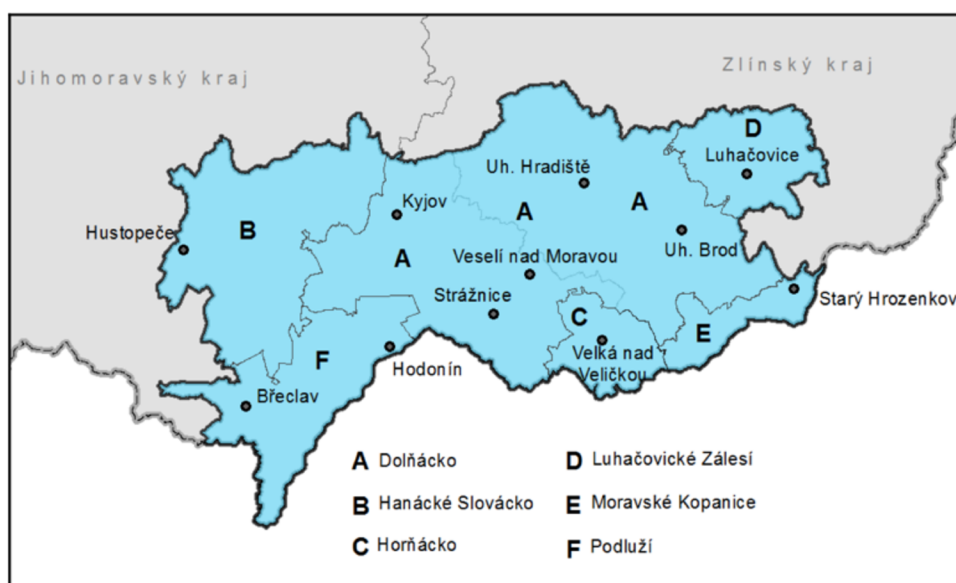 Jihomoravský kraj
Zlínský kraj
D
Luhačovice
Uh. Hradiště
Kyjov
A
A
B
Hustopeče
Uh. Brod
A
Veselí nad Moravou
Starý Hrozenkov
Strážnice
C
E
F
Hodonín
Velká nad
Veličkou
Břeclav
A Dolňácko
B Hanácké Slovácko
C Horňácko
D Luhačovické Zálesí
E Moravské Kopanice
F Podluží